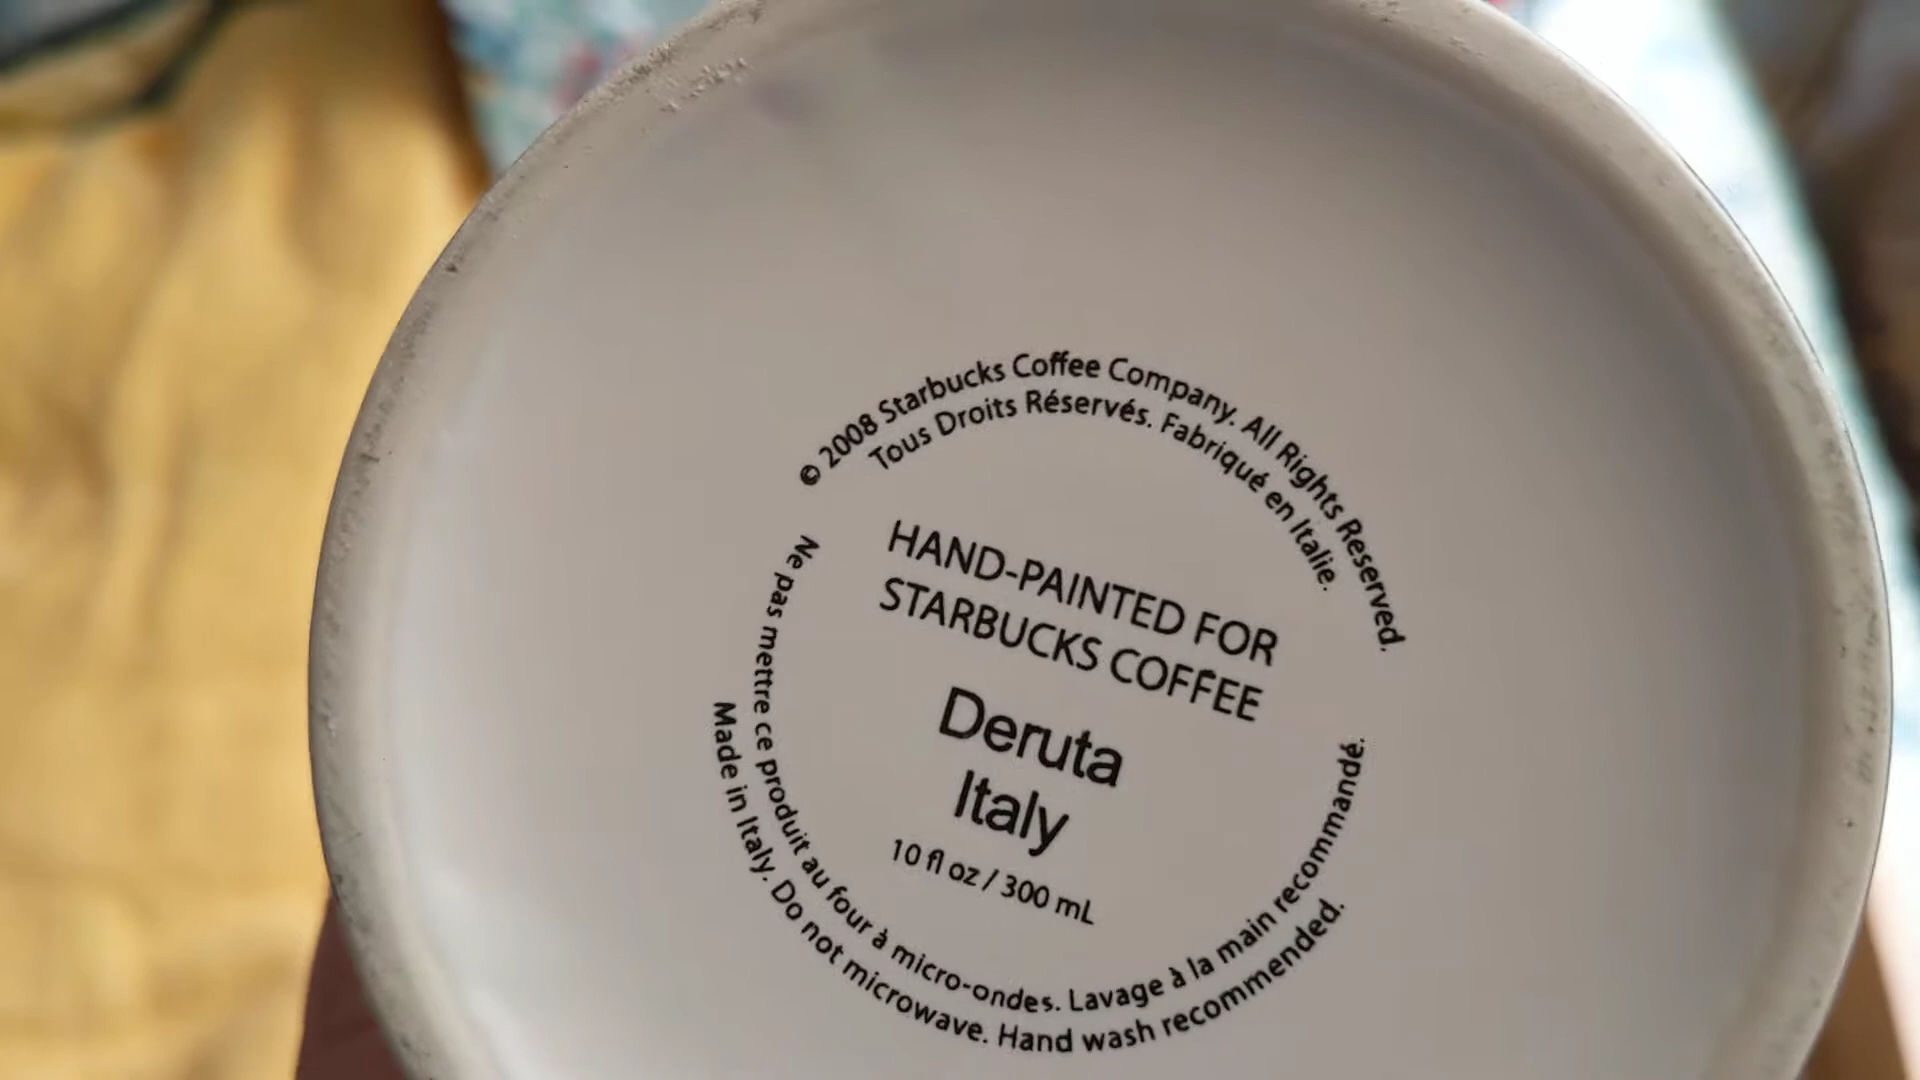 © 2008 Starbucks Coffee Company. All Rights Reserved.
Tous Droits Réservés. Fabriqué en Italie.
HAND-PAINTED FOR
STARBUCKS COFFEE
Deruta
Italy
10 fl oz / 300 mL
Ne pas mettre ce produit au four à micro-ondes. Lavage à la main recommandé.
Made in Italy. Do not microwave. Hand wash recommended.